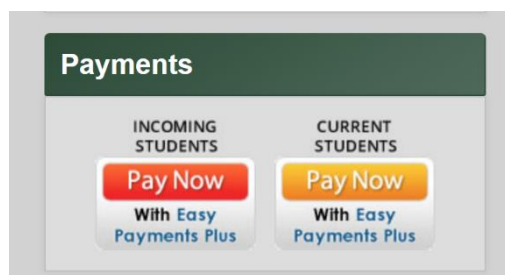 Payments
INCOMING
STUDENTS
Pay Now
With Easy
Payments Plus
CURRENT
STUDENTS
Pay Now
With Easy
Payments Plus